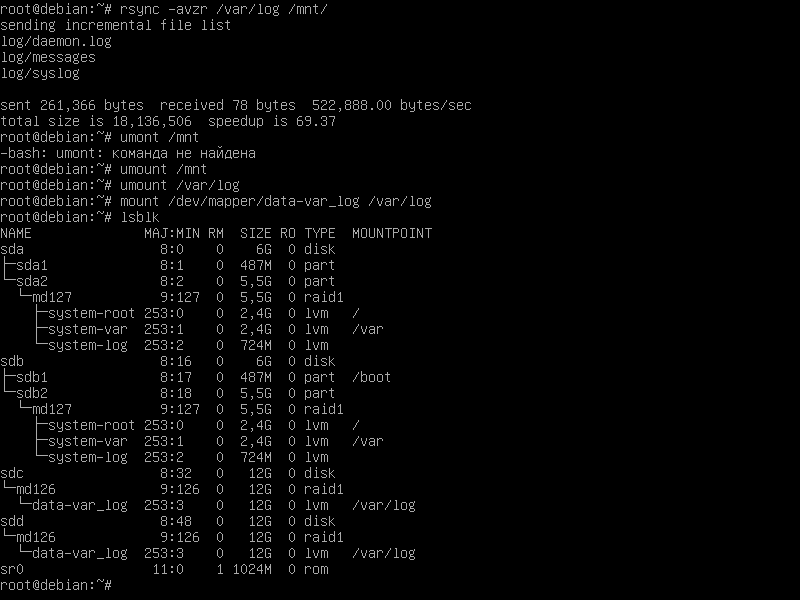 root@debian:~# rsync -avzr /var/log /mnt/
sending incremental file list
log/daemon.log
log/messages
log/syslog

sent 261,366 bytes  received 78 bytes  522,888.00 bytes/sec
total size is 18,136,506  speedup is 69.37
root@debian:~# umont /mnt
-bash: umont: команда не найдена
root@debian:~# umount /mnt
root@debian:~# umount /var/log
root@debian:~# mount /dev/mapper/data-var_log /var/log
root@debian:~# lsblk
NAME              MAJ:MIN RM   SIZE RO TYPE  MOUNTPOINT
sda                 8:0    0     6G  0 disk
├─sda1              8:1    0   487M  0 part
└─sda2              8:2    0   5,5G  0 part
  └─md127           9:127  0   5,5G  0 raid1
    ├─system-root 253:0    0   2,4G  0 lvm   /
    ├─system-var  253:1    0   2,4G  0 lvm   /var
    └─system-log  253:2    0   724M  0 lvm
sdb                 8:16   0     6G  0 disk
├─sdb1              8:17   0   487M  0 part  /boot
└─sdb2              8:18   0   5,5G  0 part
  └─md127           9:127  0   5,5G  0 raid1
    ├─system-root 253:0    0   2,4G  0 lvm   /
    ├─system-var  253:1    0   2,4G  0 lvm   /var
    └─system-log  253:2    0   724M  0 lvm
sdc                 8:32   0    12G  0 disk
└─md126             9:126  0    12G  0 raid1
  └─data-var_log  253:3    0    12G  0 lvm   /var/log
sdd                 8:48   0    12G  0 disk
└─md126             9:126  0    12G  0 raid1
  └─data-var_log  253:3    0    12G  0 lvm   /var/log
sr0                11:0    1  1024M  0 rom
root@debian:~#